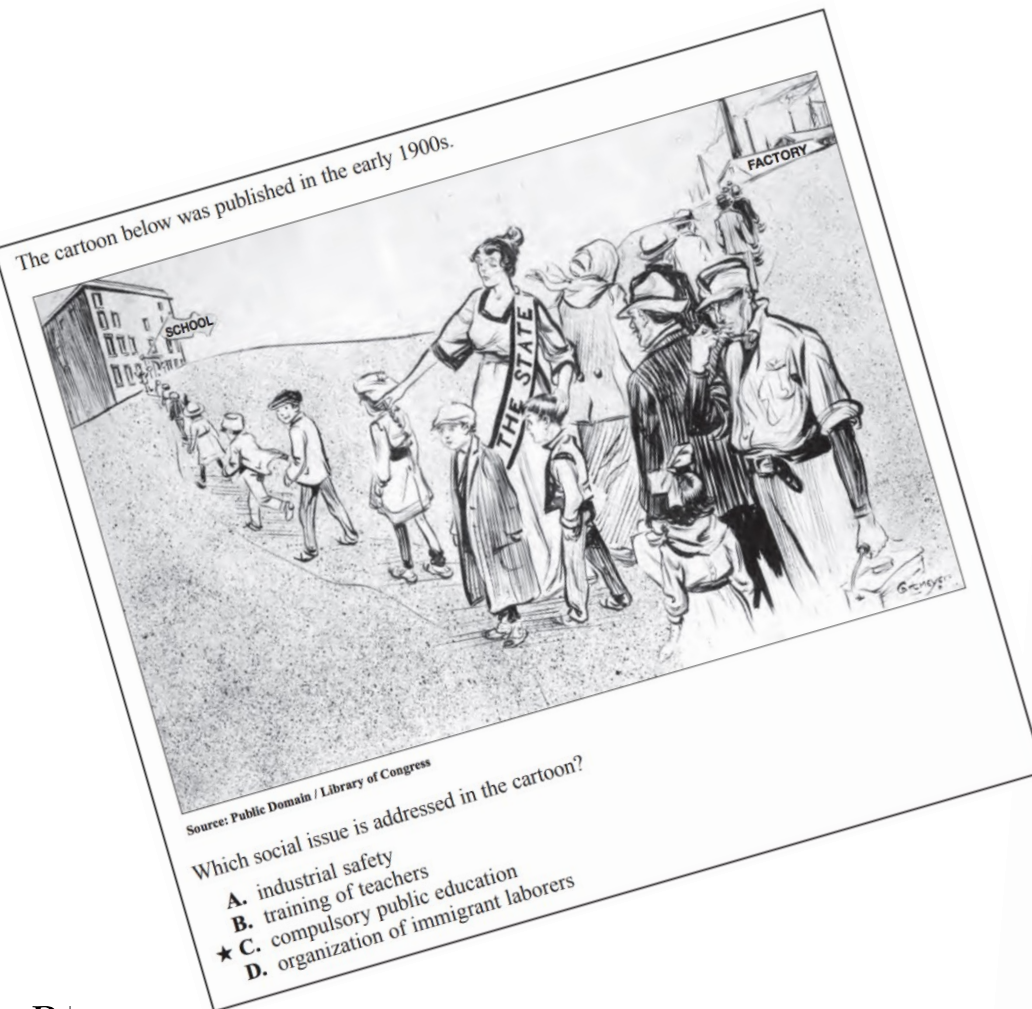 The cartoon below was published in the early 1900s.
FACTORY
SCHOOL
THE STATE
Source: Public Domain / Library of Congress
Which social issue is addressed in the cartoon?
A. industrial safety
B. training of teachers
★ C. compulsory public education
D. organization of immigrant laborers